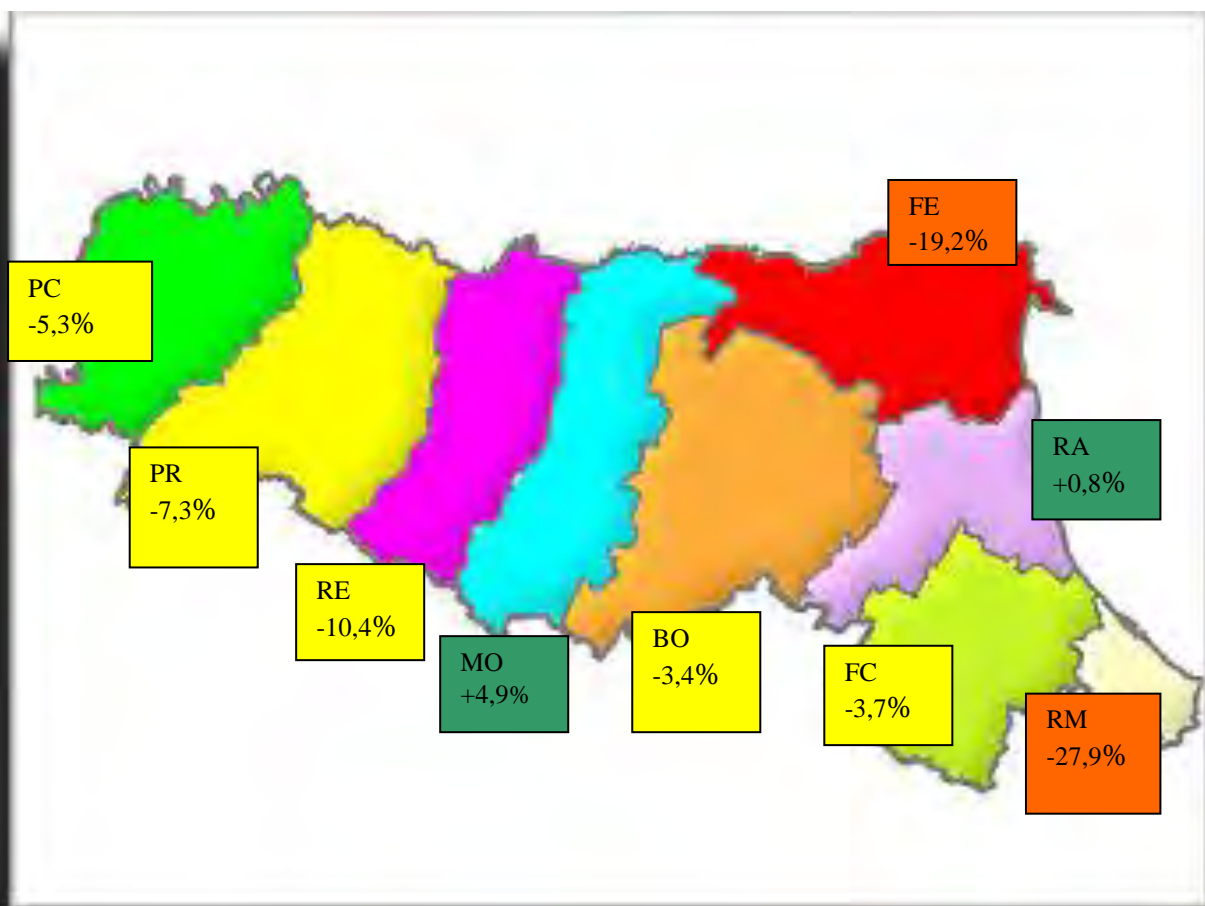 FE
-19,2%
PC
-5,3%
RA
+0,8%
PR
-7,3%
RE
-10,4%
MO
+4,9%
BO
-3,4%
FC
-3,7%
RM
-27,9%